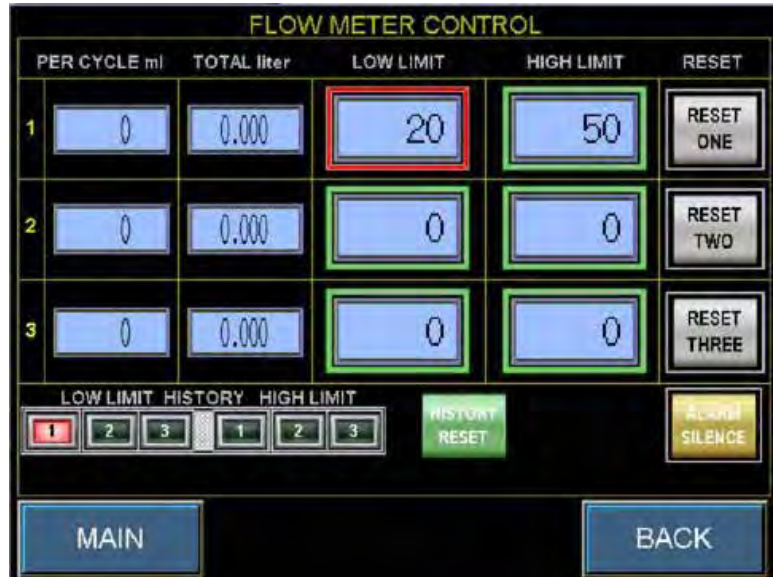 FLOW METER CONTROL
PER CYCLE ml TOTAL liter LOW LIMIT HIGH LIMIT RESET
1 0 0.000 20 50 RESET ONE
2 0 0.000 0 0 RESET TWO
3 0 0.000 0 0 RESET THREE
LOW LIMIT HISTORY HIGH LIMIT
1 2 3 1 2 3 HISTORY RESET ALARM SILENCE
MAIN BACK